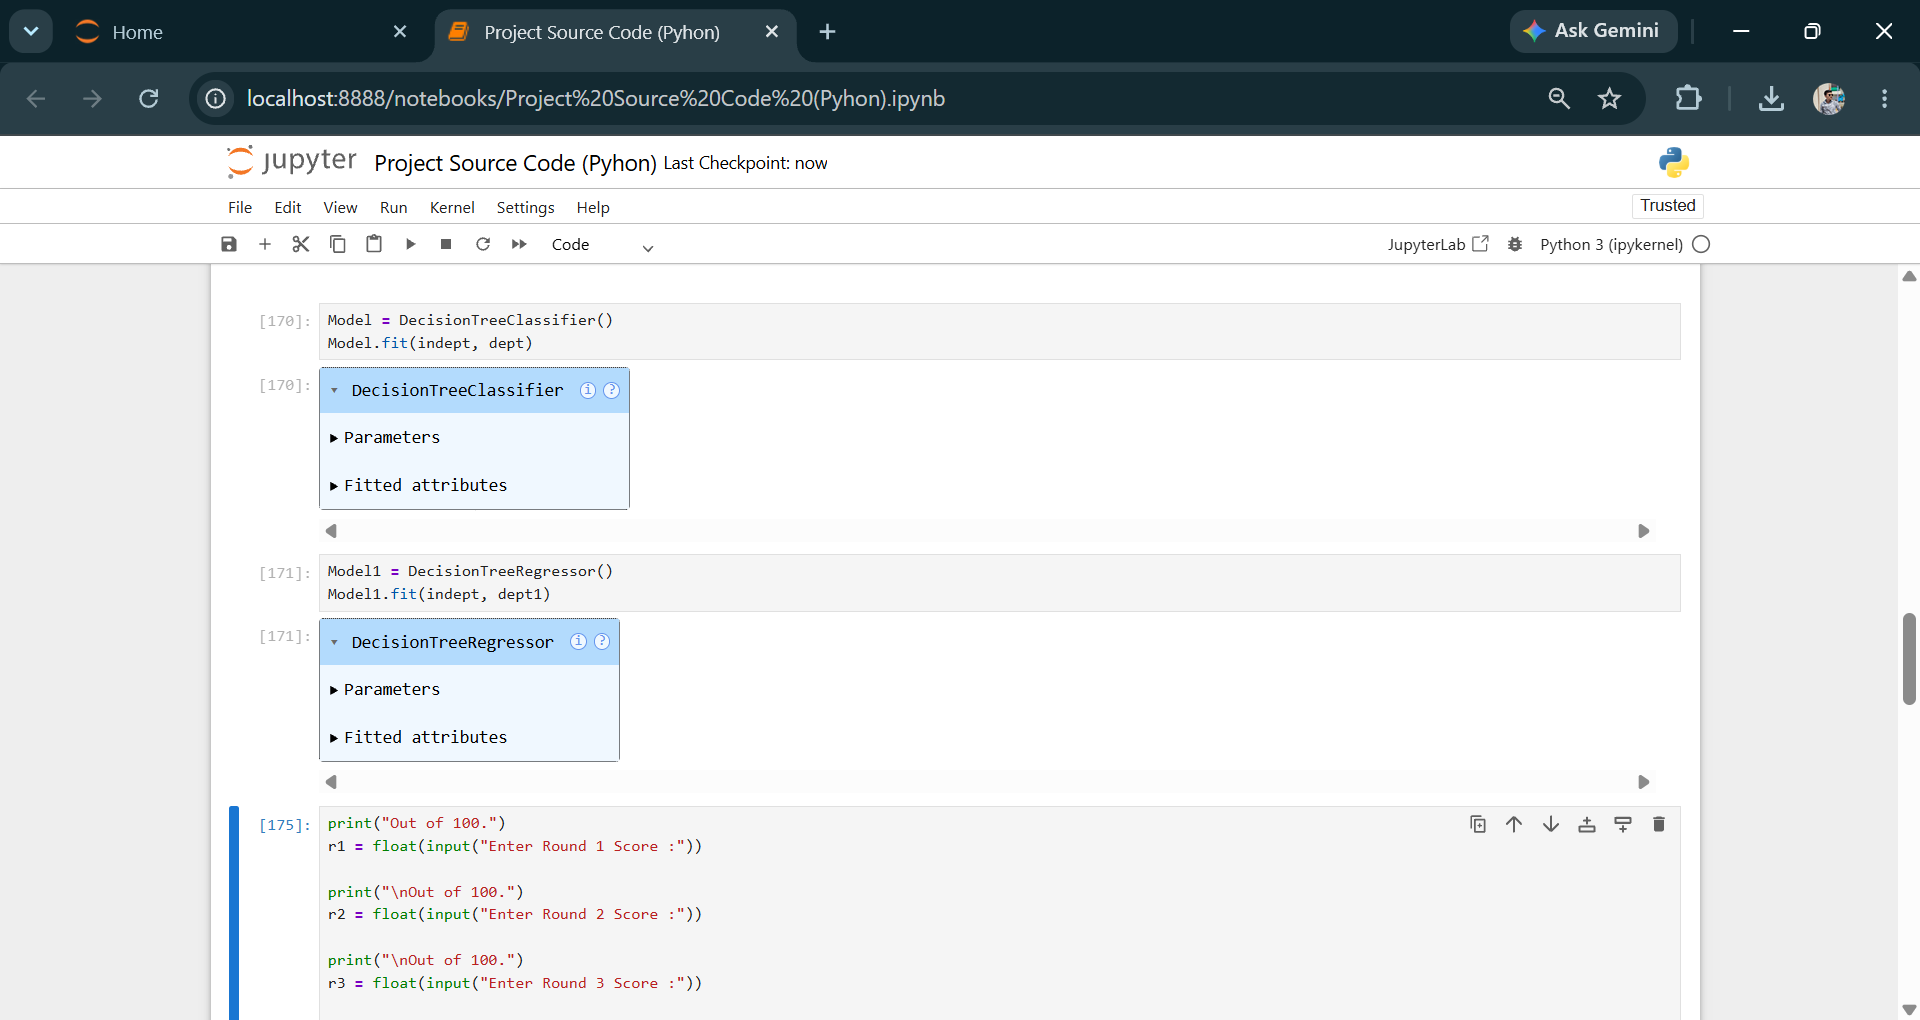 Home
Project Source Code (Pyhon)
Ask Gemini
localhost:8888/notebooks/Project%20Source%20Code%20(Pyhon).ipynb
jupyter Project Source Code (Pyhon) Last Checkpoint: now
File Edit View Run Kernel Settings Help
Trusted
Code
JupyterLab
Python 3 (ipykernel)
[170]:
Model = DecisionTreeClassifier()
Model.fit(indept, dept)
[170]:
DecisionTreeClassifier i ?
Parameters
Fitted attributes
[171]:
Model1 = DecisionTreeRegressor()
Model1.fit(indept, dept1)
[171]:
DecisionTreeRegressor i ?
Parameters
Fitted attributes
[175]:
print("Out of 100.")
r1 = float(input("Enter Round 1 Score :"))
print("\nOut of 100.")
r2 = float(input("Enter Round 2 Score :"))
print("\nOut of 100.")
r3 = float(input("Enter Round 3 Score :"))